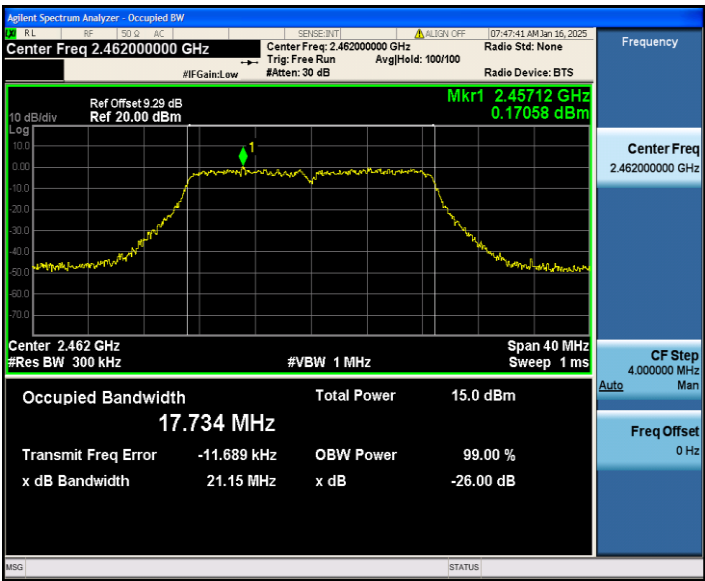 Agilent Spectrum Analyzer - Occupied BW
RL RF 50 Ω AC SENSE:INT ALIGN OFF 07:47:41 AM Jan 16, 2025
Center Freq 2.462000000 GHz
Center Freq: 2.462000000 GHz Radio Std: None
Trig: Free Run Avg|Hold: 100/100
#IFGain:Low #Atten: 30 dB Radio Device: BTS
Ref Offset 9.29 dB
10 dB/div Ref 20.00 dBm
Mkr1 2.45712 GHz
0.17058 dBm
Log
10.0
0.00
-10.0
-20.0
-30.0
-40.0
-50.0
-60.0
-70.0
1
Center 2.462 GHz Span 40 MHz
#Res BW 300 kHz #VBW 1 MHz Sweep 1 ms
Occupied Bandwidth Total Power 15.0 dBm
17.734 MHz
Transmit Freq Error -11.689 kHz OBW Power 99.00 %
x dB Bandwidth 21.15 MHz x dB -26.00 dB
MSG STATUS
Frequency
Center Freq
2.462000000 GHz
CF Step
4.000000 MHz
Auto Man
Freq Offset
0 Hz